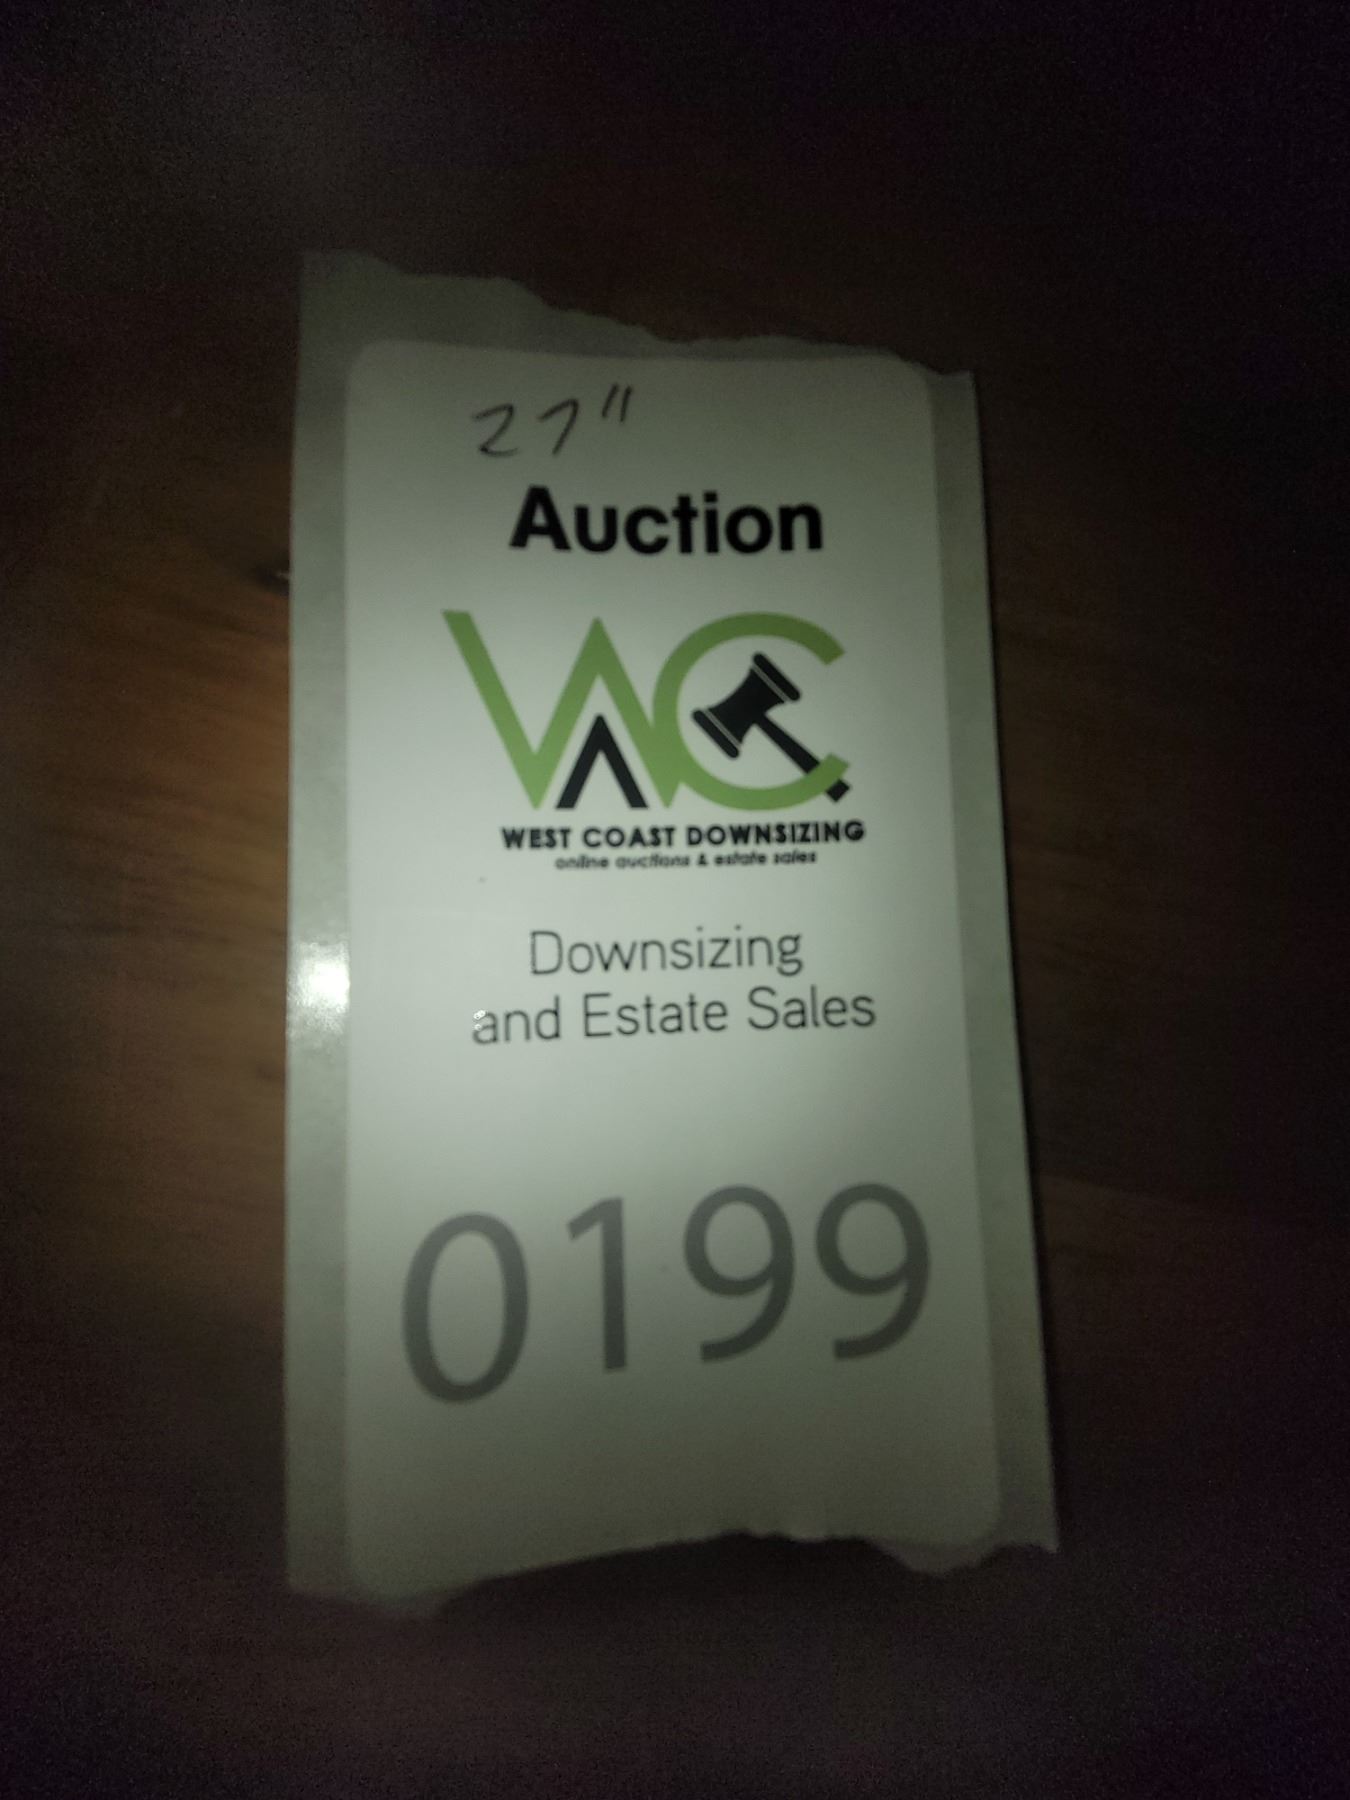 27"
Auction
WC
WEST COAST DOWNSIZING
online auctions & estate sales
Downsizing
and Estate Sales
0199